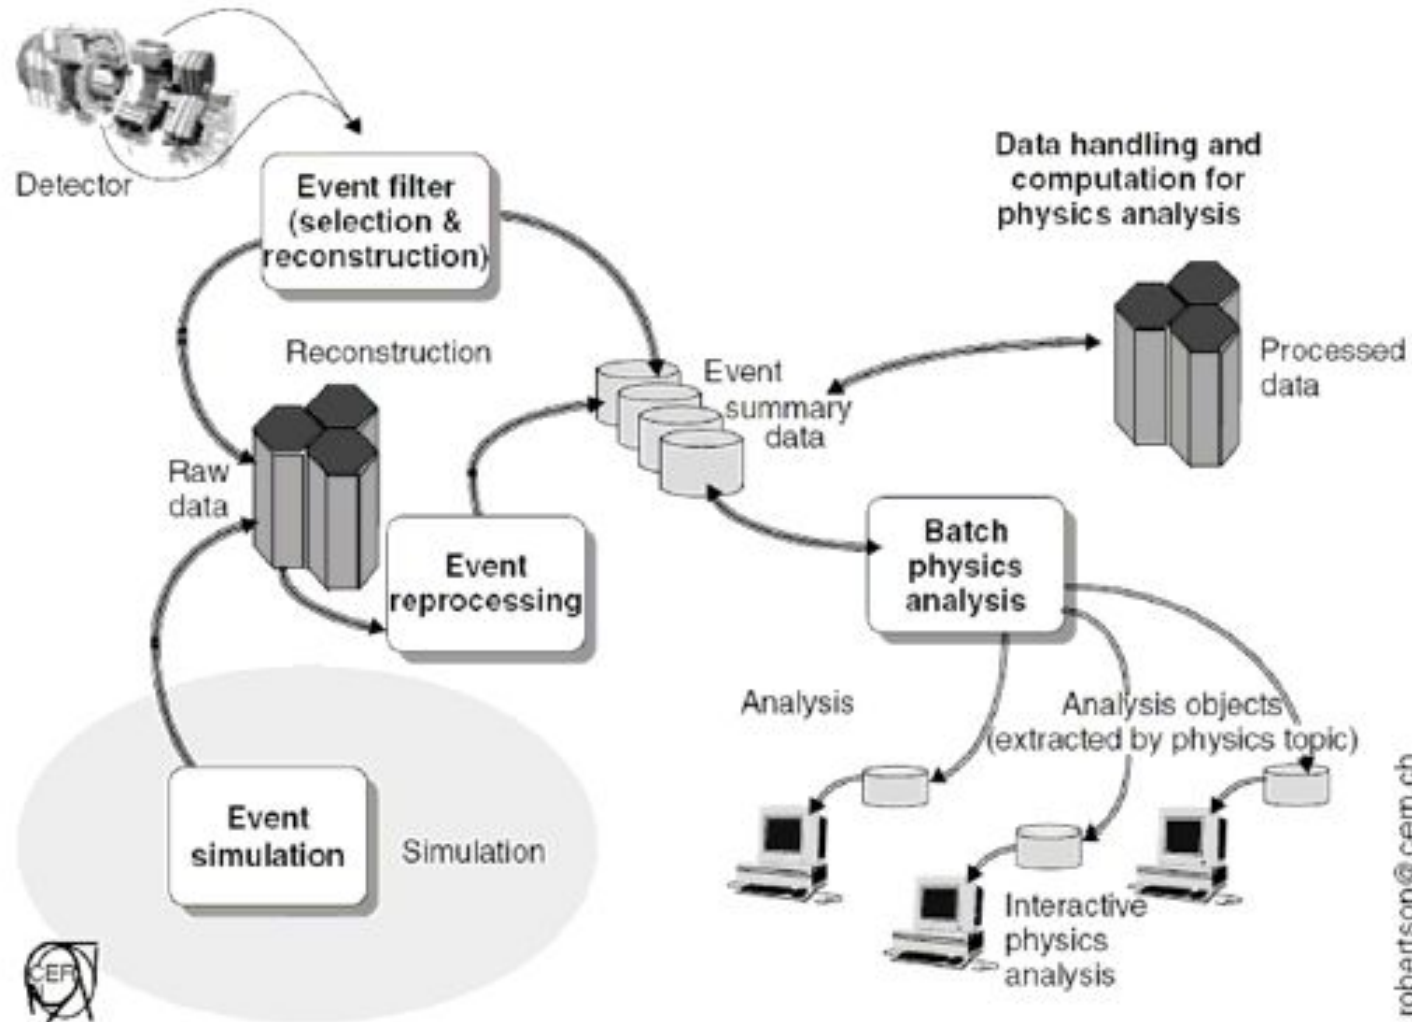 Detector
Event filter
(selection &
reconstruction)
Data handling and
computation for
physics analysis
Reconstruction
Event
summary
data
Processed
data
Raw
data
Event
reprocessing
Batch
physics
analysis
Analysis
Analysis objects
(extracted by physics topic)
Event
simulation
Simulation
Interactive
physics
analysis
CER
N
robertson@cern.ch